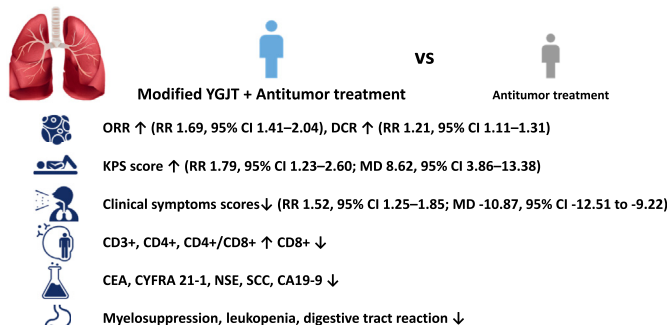 vs
Modified YGJT + Antitumor treatment
Antitumor treatment
ORR ↑ (RR 1.69, 95% CI 1.41–2.04), DCR ↑ (RR 1.21, 95% CI 1.11–1.31)
KPS score ↑ (RR 1.79, 95% CI 1.23–2.60; MD 8.62, 95% CI 3.86–13.38)
Clinical symptoms scores↓ (RR 1.52, 95% CI 1.25–1.85; MD -10.87, 95% CI -12.51 to -9.22)
CD3+, CD4+, CD4+/CD8+ ↑ CD8+ ↓
CEA, CYFRA 21-1, NSE, SCC, CA19-9 ↓
Myelosuppression, leukopenia, digestive tract reaction ↓